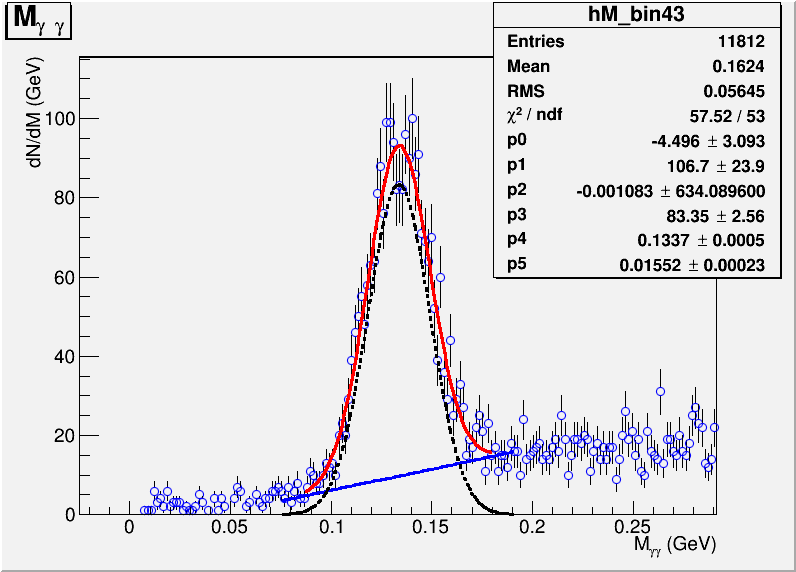 M_γ γ
hM_bin43
Entries 11812
Mean 0.1624
RMS 0.05645
χ² / ndf 57.52 / 53
p0 -4.496 ± 3.093
p1 106.7 ± 23.9
p2 -0.001083 ± 634.089600
p3 83.35 ± 2.56
p4 0.1337 ± 0.0005
p5 0.01552 ± 0.00023
dN/dM (GeV)
100
80
60
40
20
0
0 0.05 0.1 0.15 0.2 0.25
M_γγ (GeV)